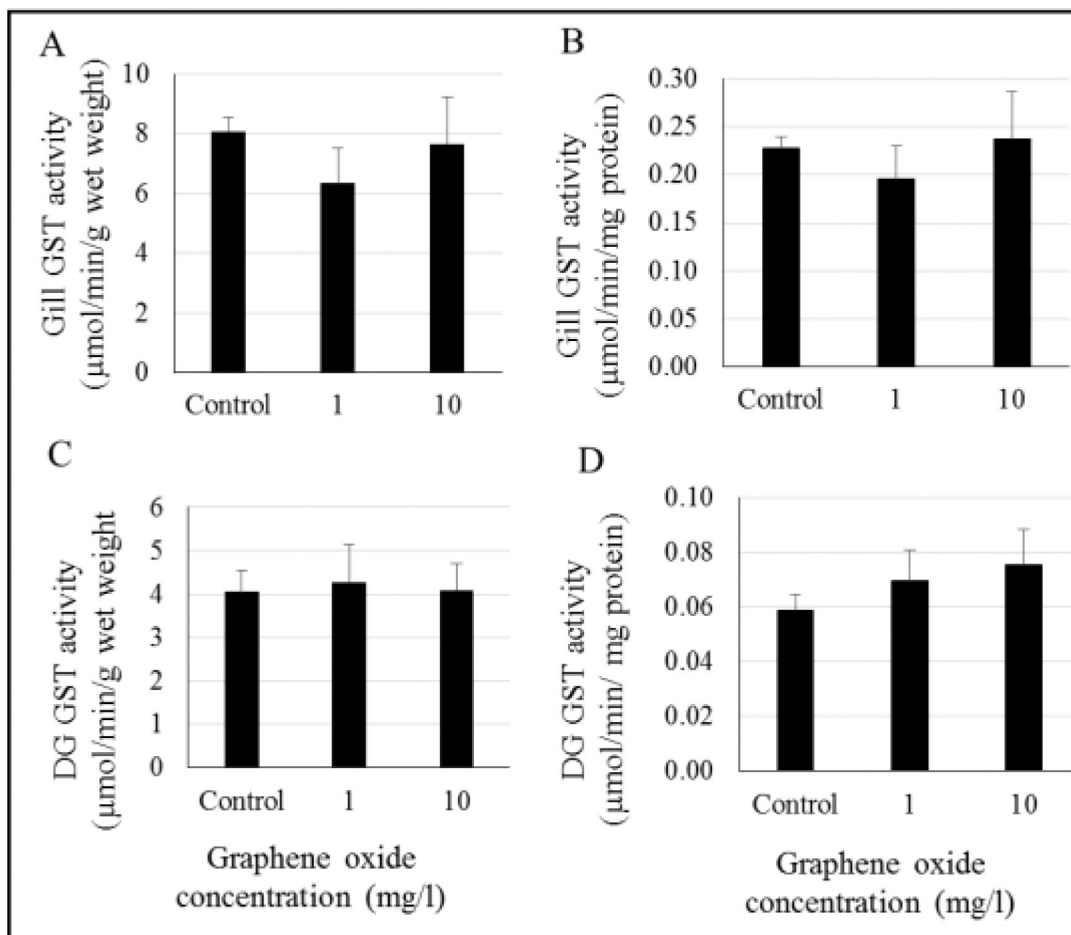 A
Gill GST activity
(μmol/min/g wet weight)
10
8
6
4
2
0
Control 1 10
B
Gill GST activity
(μmol/min/mg protein)
0.30
0.25
0.20
0.15
0.10
0.05
0.00
Control 1 10
C
DG GST activity
(μmol/min/g wet weight
6
5
4
3
2
1
0
Control 1 10
Graphene oxide
concentration (mg/l)
D
DG GST activity
(μmol/min/ mg protein)
0.10
0.08
0.06
0.04
0.02
0.00
Control 1 10
Graphene oxide
concentration (mg/l)